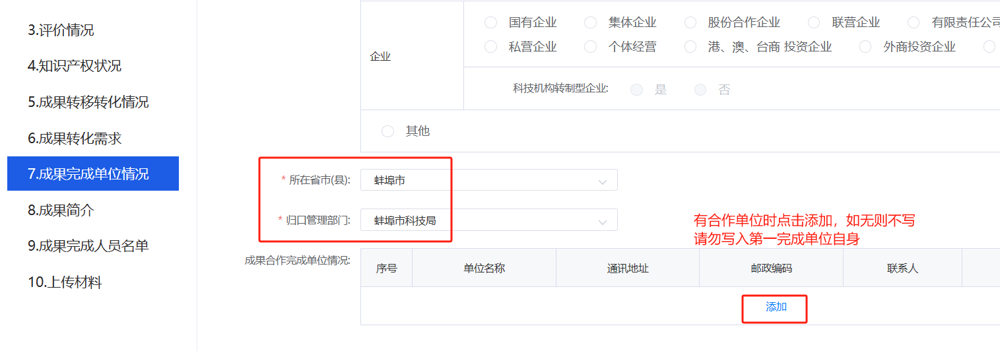 3.评价情况
4.知识产权状况
5.成果转移转化情况
6.成果转化需求
7.成果完成单位情况
8.成果简介
9.成果完成人员名单
10.上传材料
企业
国有企业 集体企业 股份合作企业 联营企业 有限责任公司
私营企业 个体经营 港、澳、台商 投资企业 外商投资企业
科技机构转制型企业: 是 否
其他
* 所在省市(县): 蚌埠市
* 归口管理部门: 蚌埠市科技局
有合作单位时点击添加，如无则不写
请勿写入第一完成单位自身
成果合作完成单位情况:
序号 单位名称 通讯地址 邮政编码 联系人
添加